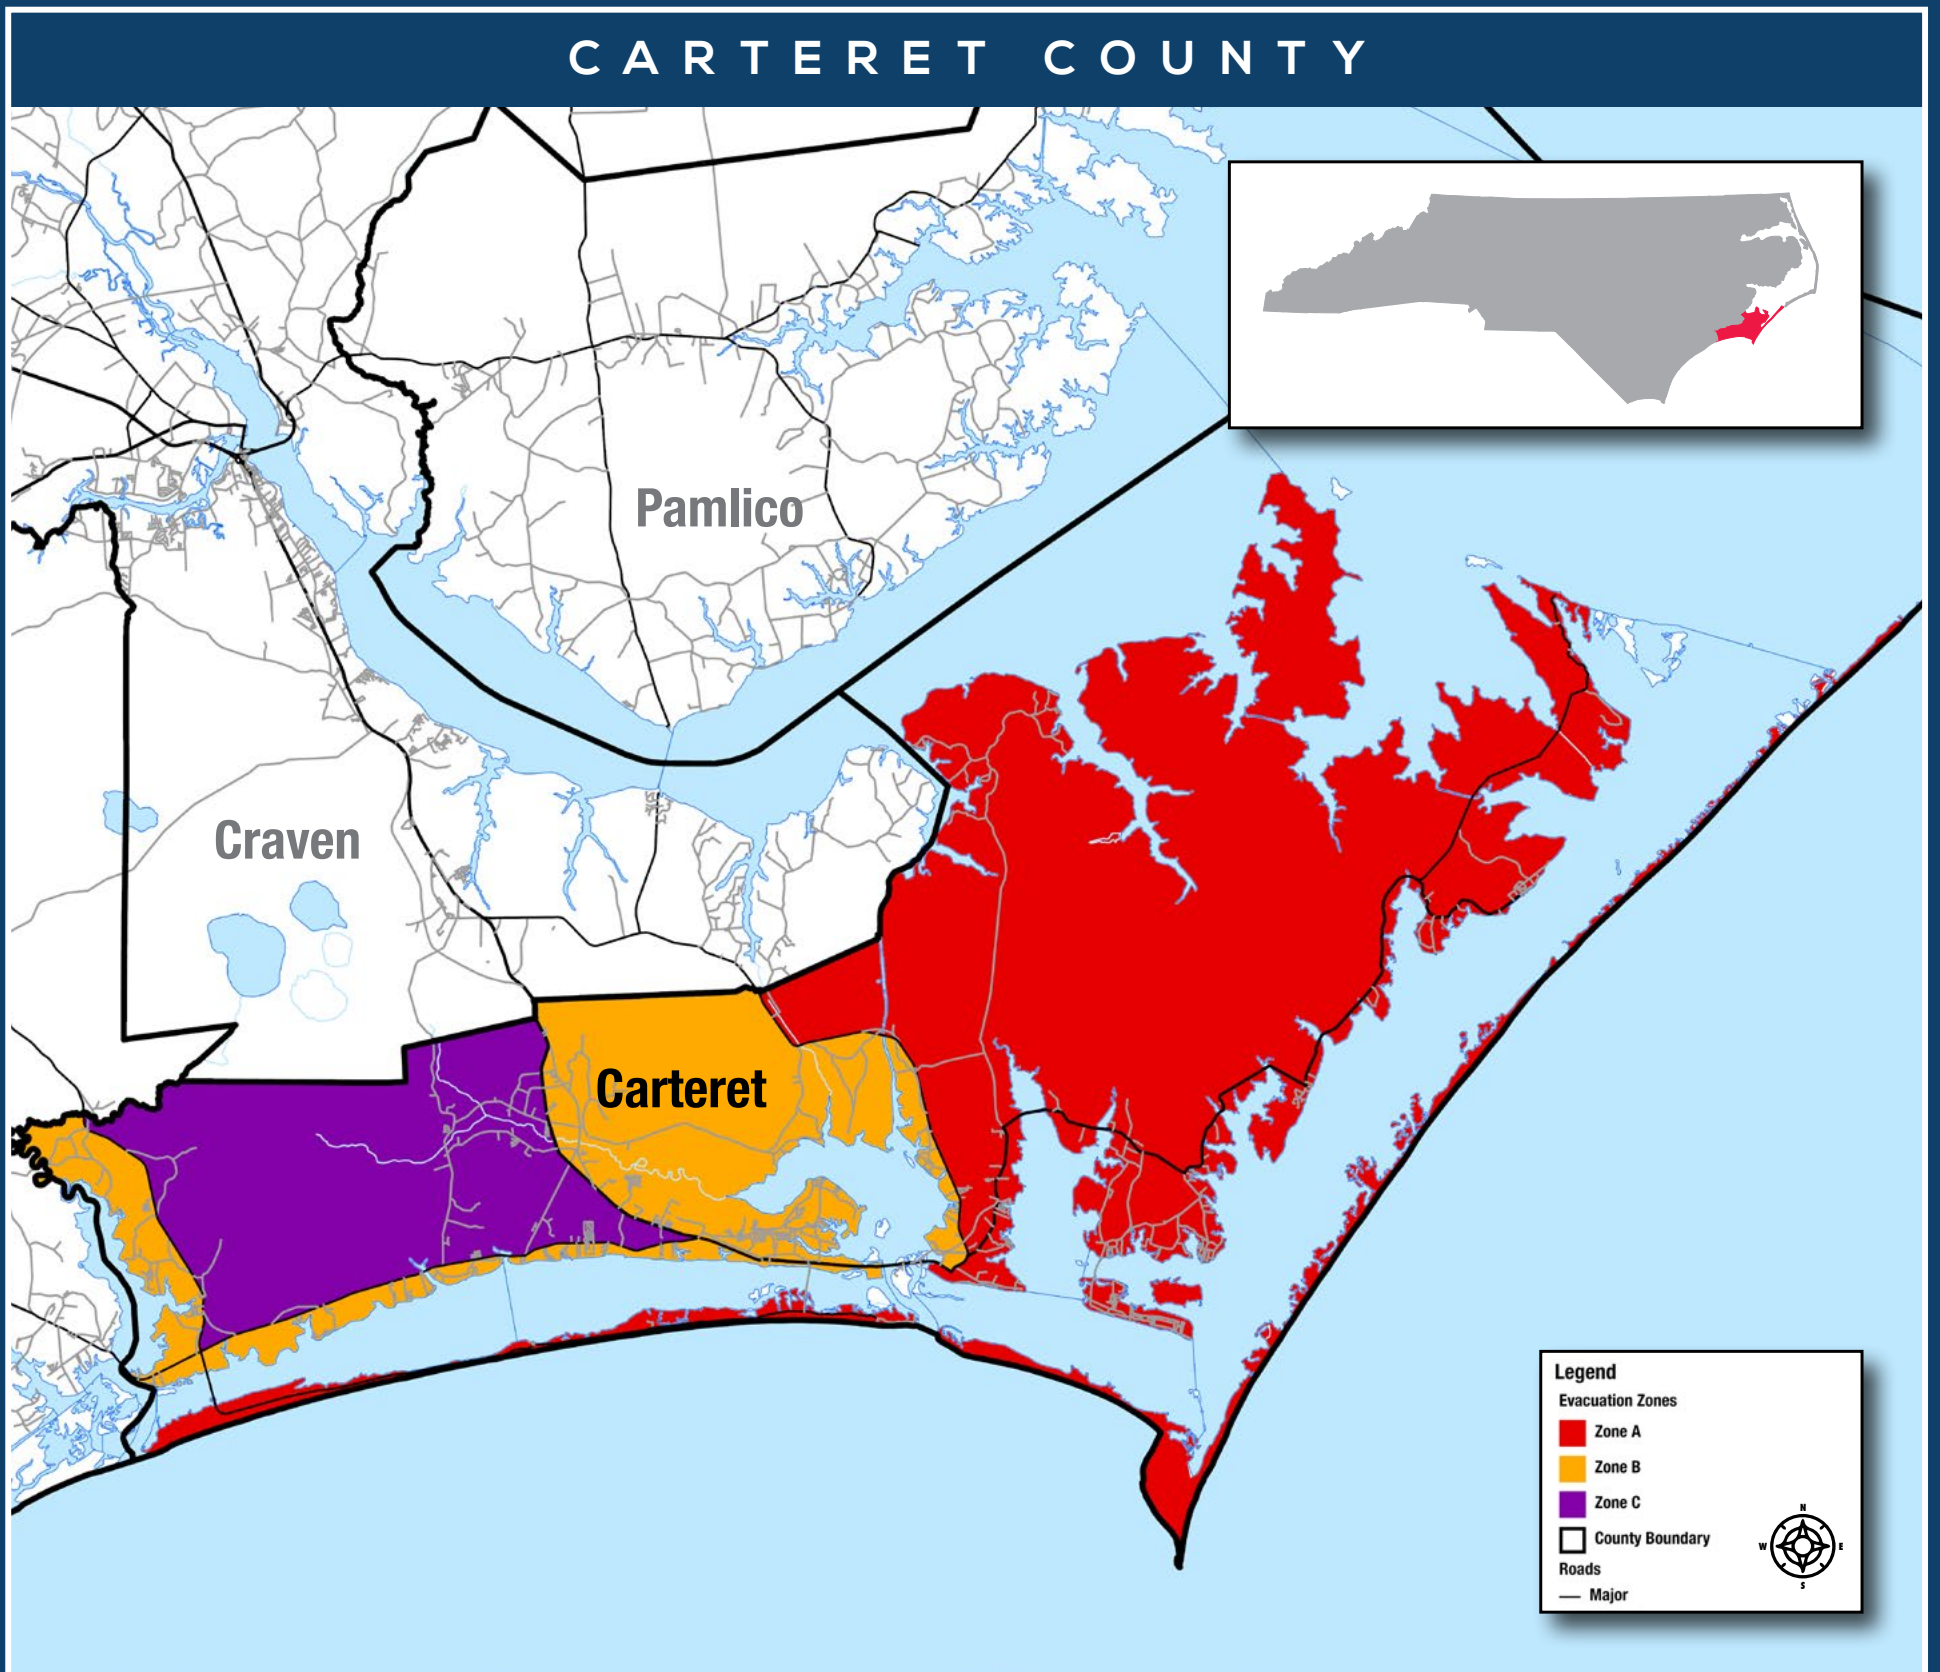 CARTERET COUNTY
Pamlico
Craven
Carteret
Legend
Evacuation Zones
Zone A
Zone B
Zone C
County Boundary
Roads
Major
N
W E
S